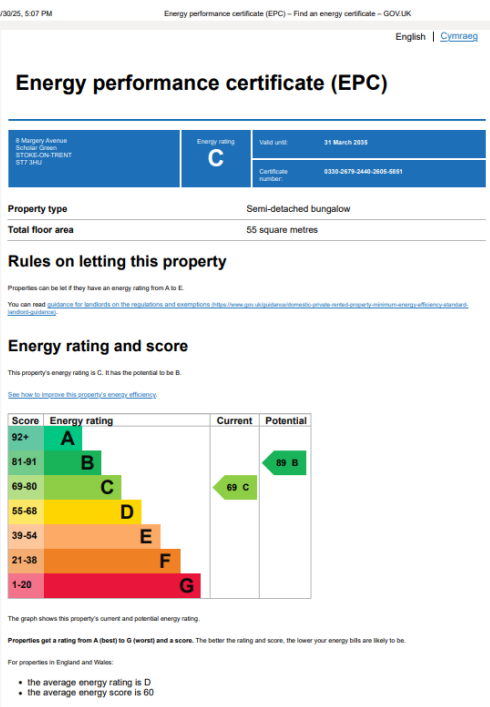 /30/25, 5:07 PM Energy performance certificate (EPC) – Find an energy certificate – GOV.UK
English | Cymraeg
Energy performance certificate (EPC)
8 Margery Avenue
Scholar Green
STOKE-ON-TRENT
ST7 3HU
Energy rating
C
Valid until: 31 March 2035
Certificate number: 0330-2679-2440-2605-5851
Property type Semi-detached bungalow
Total floor area 55 square metres
Rules on letting this property
Properties can be let if they have an energy rating from A to E.
You can read guidance for landlords on the regulations and exemptions (https://www.gov.uk/guidance/domestic-private-rented-property-minimum-energy-efficiency-standard-
landlord-guidance).
Energy rating and score
This property's energy rating is C. It has the potential to be B.
See how to improve this property's energy efficiency.
Score Energy rating Current Potential
92+ A
81-91 B 89 B
69-80 C 69 C
55-68 D
39-54 E
21-38 F
1-20 G
The graph shows this property's current and potential energy rating.
Properties get a rating from A (best) to G (worst) and a score. The better the rating and score, the lower your energy bills are likely to be.
For properties in England and Wales:
• the average energy rating is D
• the average energy score is 60